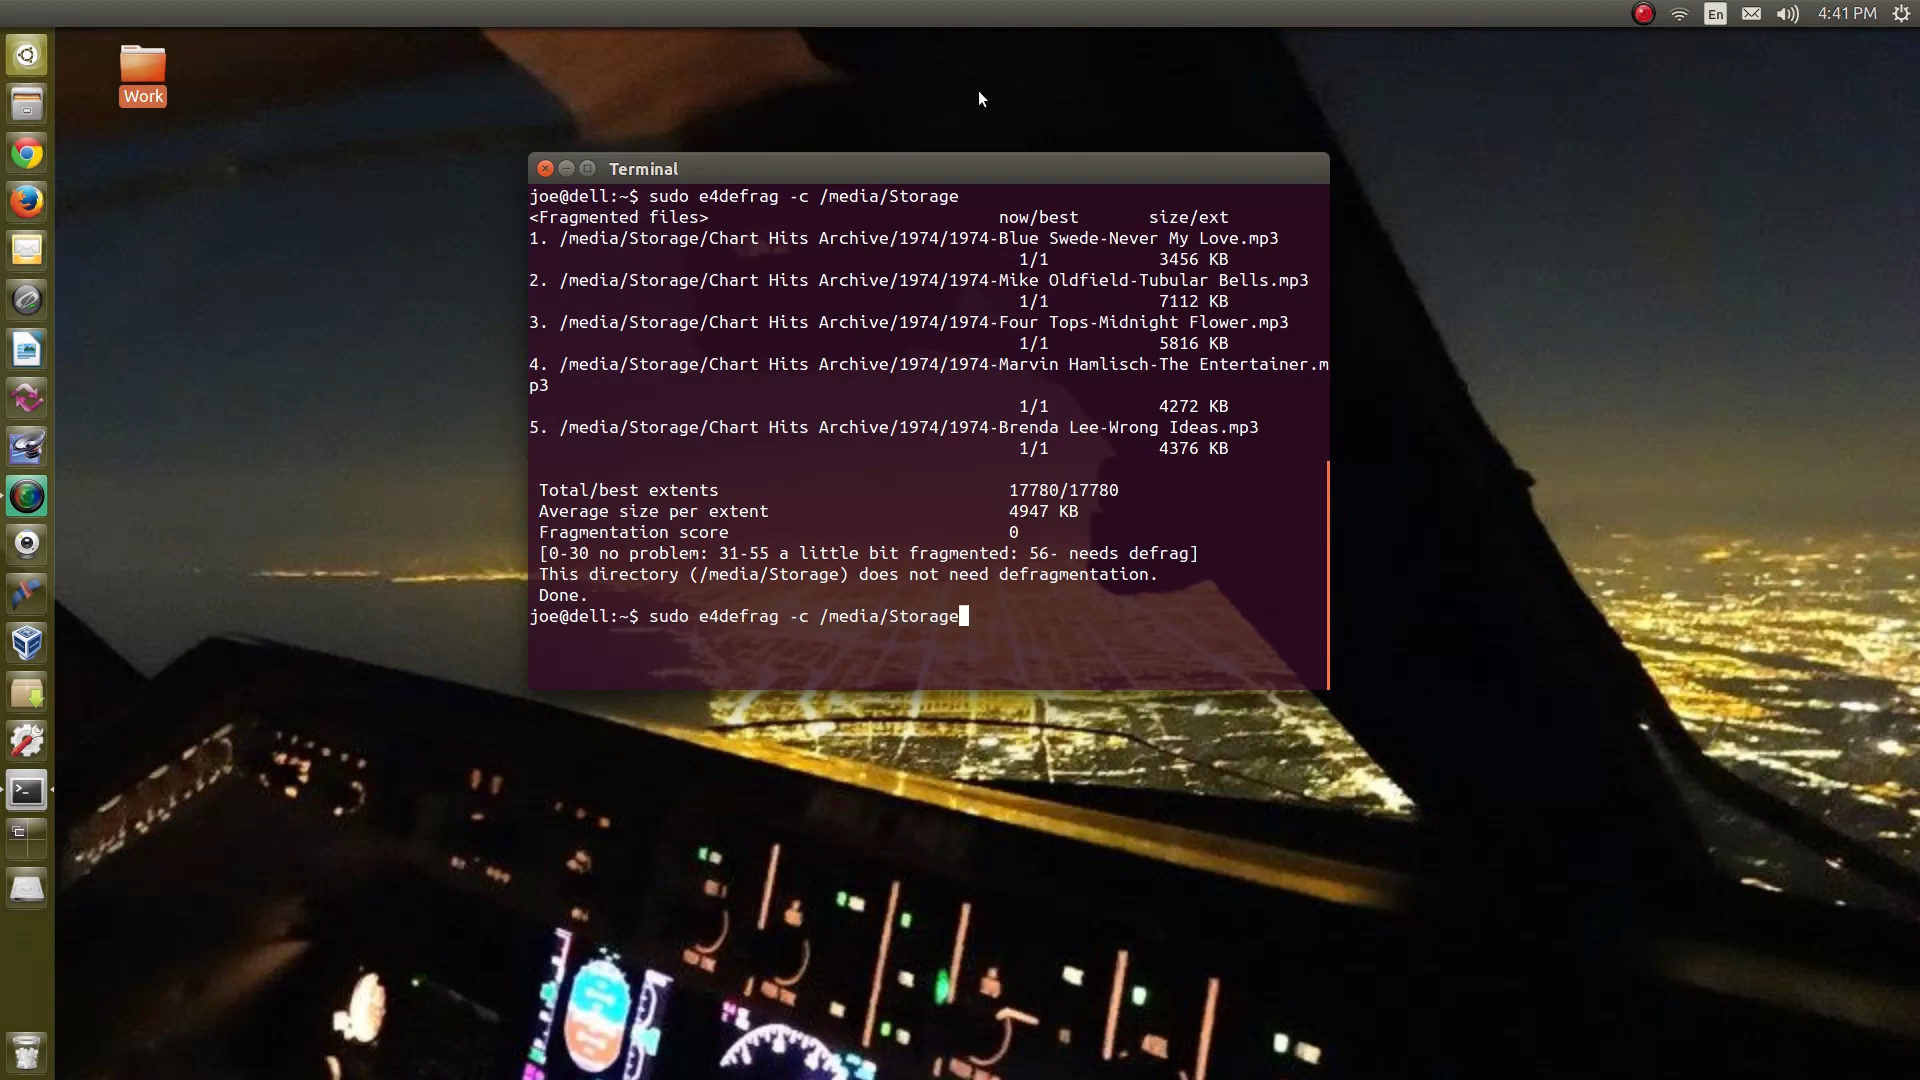 En 4:41 PM
Work
Terminal
joe@dell:~$ sudo e4defrag -c /media/Storage
<Fragmented files> now/best size/ext
1. /media/Storage/Chart Hits Archive/1974/1974-Blue Swede-Never My Love.mp3
1/1 3456 KB
2. /media/Storage/Chart Hits Archive/1974/1974-Mike Oldfield-Tubular Bells.mp3
1/1 7112 KB
3. /media/Storage/Chart Hits Archive/1974/1974-Four Tops-Midnight Flower.mp3
1/1 5816 KB
4. /media/Storage/Chart Hits Archive/1974/1974-Marvin Hamlisch-The Entertainer.m
p3
1/1 4272 KB
5. /media/Storage/Chart Hits Archive/1974/1974-Brenda Lee-Wrong Ideas.mp3
1/1 4376 KB
Total/best extents 17780/17780
Average size per extent 4947 KB
Fragmentation score 0
[0-30 no problem: 31-55 a little bit fragmented: 56- needs defrag]
This directory (/media/Storage) does not need defragmentation.
Done.
joe@dell:~$ sudo e4defrag -c /media/Storage